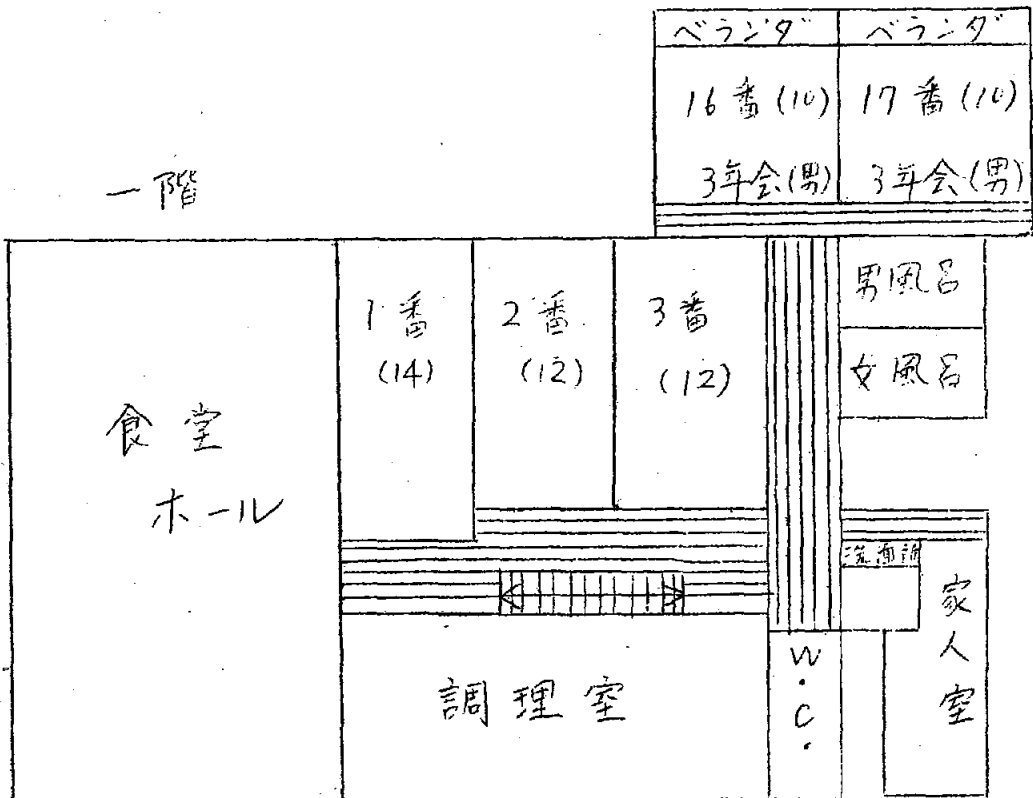 ベランダ ベランダ
16番(10) 17番(10)
3年会(男) 3年会(男)
一階
1番
(14)
2番
(12)
3番
(12)
男風呂
女風呂
食堂
ホール
洗面所
家人室
調理室
W.C.